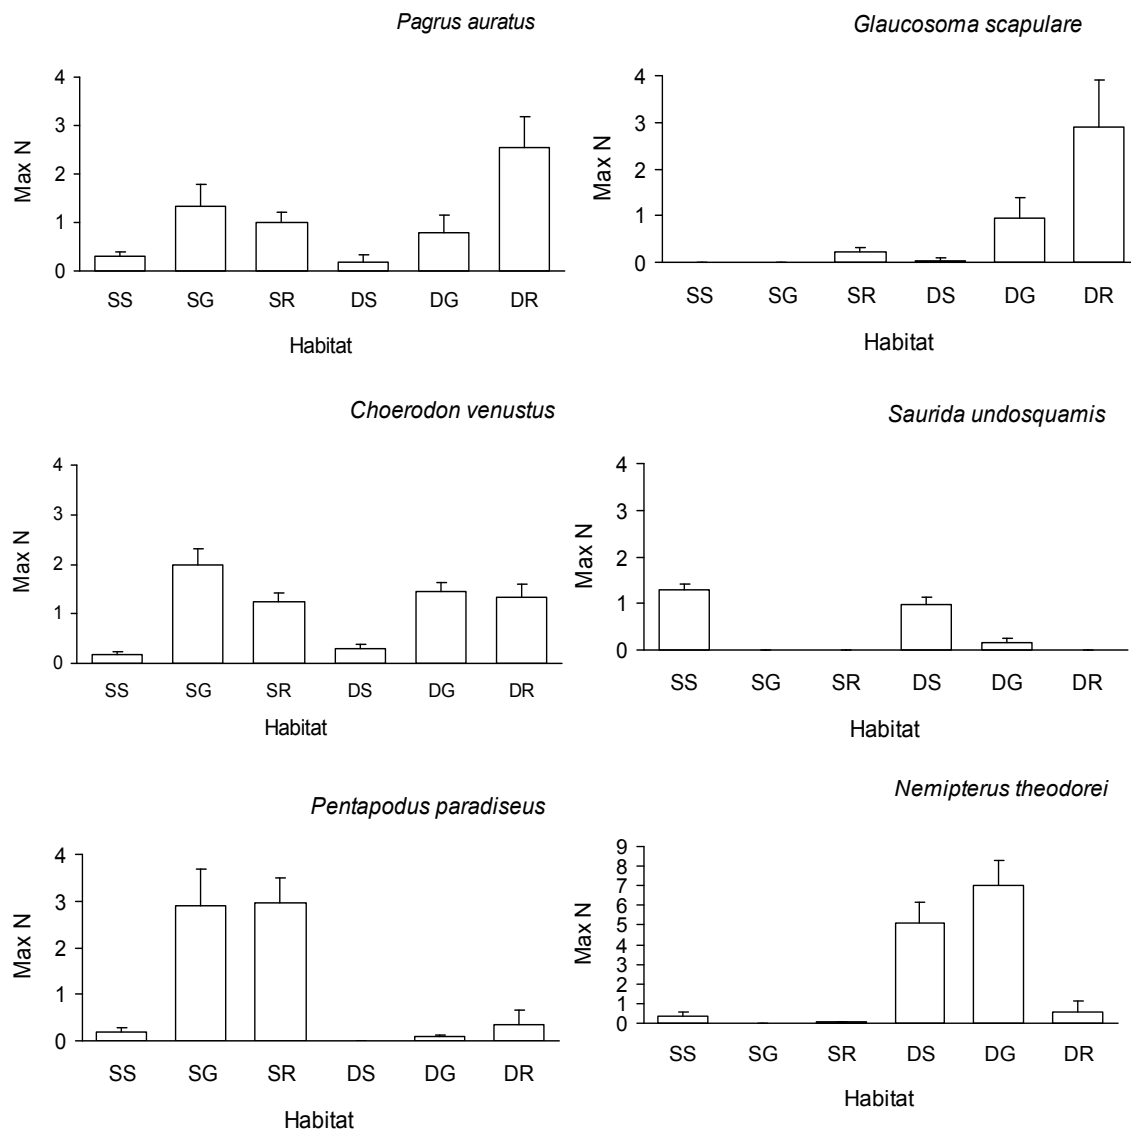 Pagrus auratus
4
3
2
1
0
Max N
SS SG SR DS DG DR
Habitat
Glaucosoma scapulare
4
3
2
1
0
Max N
SS SG SR DS DG DR
Habitat
Choerodon venustus
4
3
2
1
0
Max N
SS SG SR DS DG DR
Habitat
Saurida undosquamis
4
3
2
1
0
Max N
SS SG SR DS DG DR
Habitat
Pentapodus paradiseus
4
3
2
1
0
Max N
SS SG SR DS DG DR
Habitat
Nemipterus theodorei
9
8
7
6
5
4
3
2
1
0
Max N
SS SG SR DS DG DR
Habitat